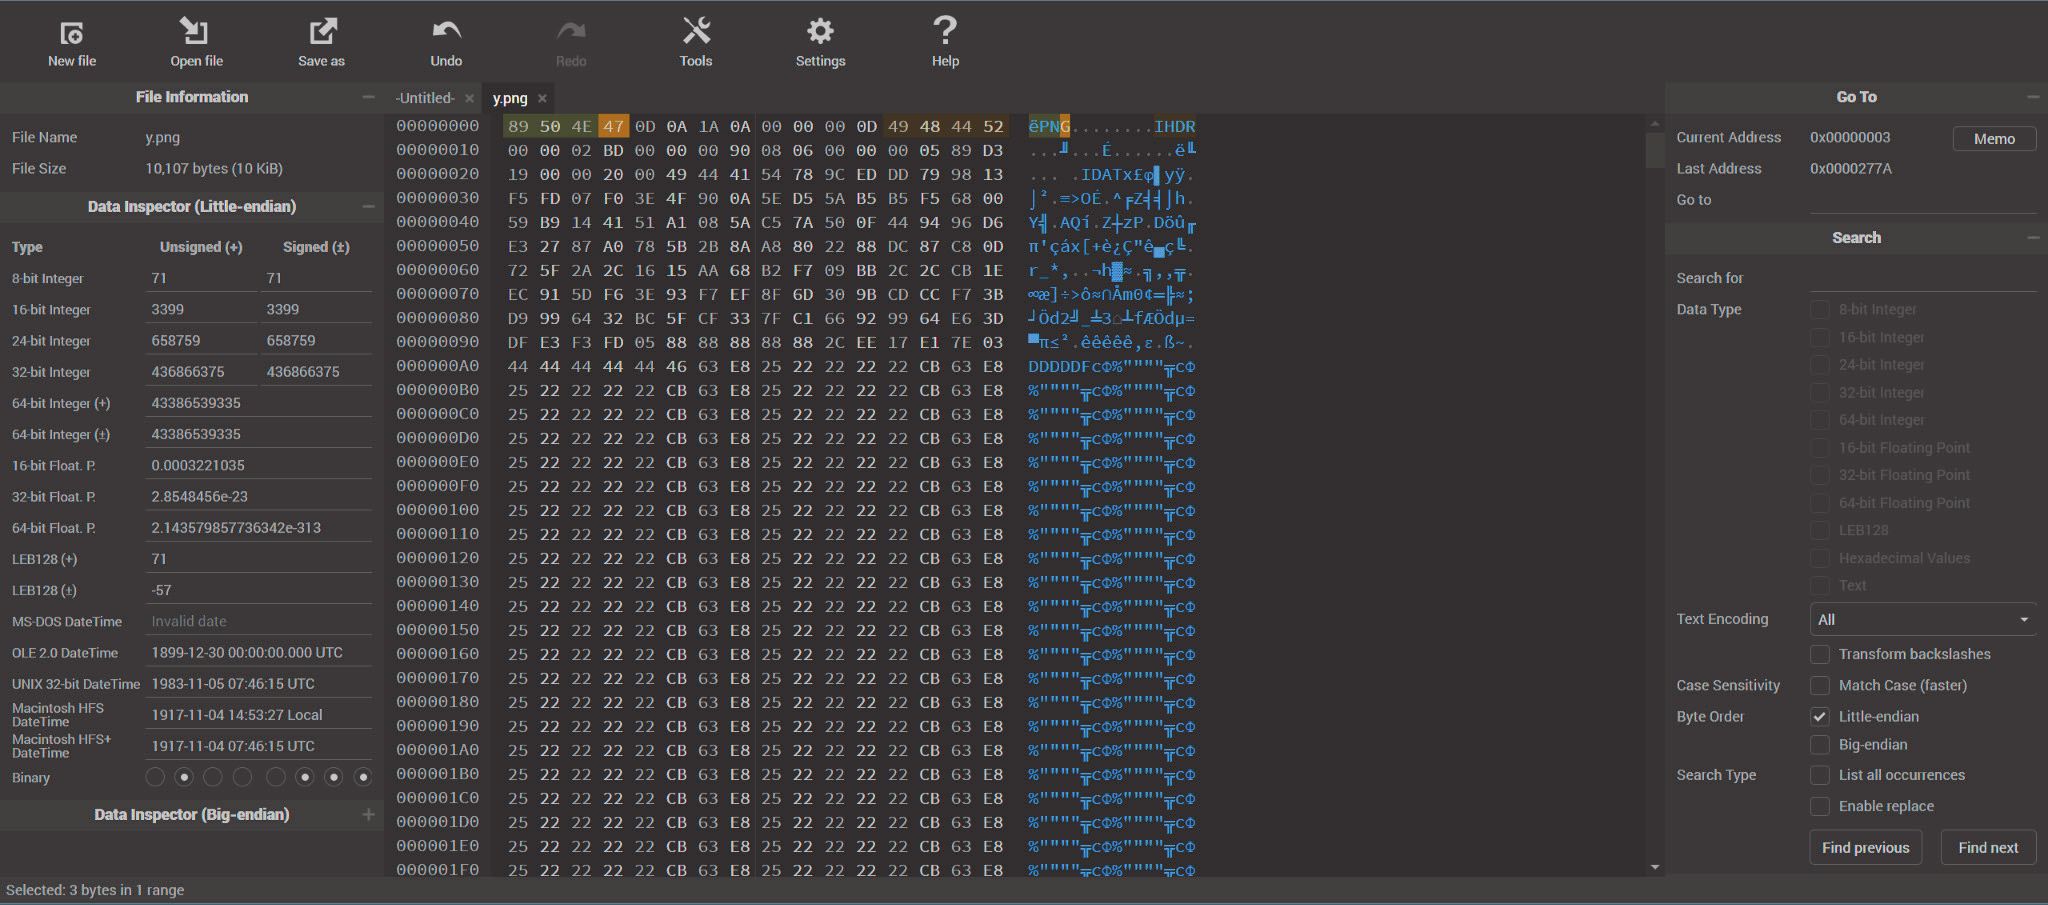 New file Open file Save as Undo Redo Tools Settings Help
File Information
File Name y.png
File Size 10,107 bytes (10 KiB)
Data Inspector (Little-endian)
Type Unsigned (+) Signed (±)
8-bit Integer 71 71
16-bit Integer 3399 3399
24-bit Integer 658759 658759
32-bit Integer 436866375 436866375
64-bit Integer (+) 43386539335
64-bit Integer (±) 43386539335
16-bit Float. P. 0.0003221035
32-bit Float. P. 2.8548456e-23
64-bit Float. P. 2.143579857736342e-313
LEB128 (+) 71
LEB128 (±) -57
MS-DOS DateTime Invalid date
OLE 2.0 DateTime 1899-12-30 00:00:00.000 UTC
UNIX 32-bit DateTime 1983-11-05 07:46:15 UTC
Macintosh HFS DateTime 1917-11-04 14:53:27 Local
Macintosh HFS+ DateTime 1917-11-04 07:46:15 UTC
Binary
Data Inspector (Big-endian)
-Untitled- y.png
00000000 89 50 4E 47 0D 0A 1A 0A 00 00 00 0D 49 48 44 52 ëPNG........IHDR
00000010 00 00 02 BD 00 00 00 90 08 06 00 00 00 05 89 D3
00000020 19 00 00 20 00 49 44 41 54 78 9C ED DD 79 98 13
00000030 F5 FD 07 F0 3E 4F 90 0A 5E D5 5A B5 B5 F5 68 00
00000040 59 B9 14 41 51 A1 08 5A C5 7A 50 0F 44 94 96 D6
00000050 E3 27 87 A0 78 5B 2B 8A A8 80 22 88 DC 87 C8 0D
00000060 72 5F 2A 2C 16 15 AA 68 B2 F7 09 BB 2C 2C CB 1E
00000070 EC 91 5D F6 3E 93 F7 EF 8F 6D 30 9B CD CC F7 3B
00000080 D9 99 64 32 BC 5F CF 33 7F C1 66 92 99 64 E6 3D
00000090 DF E3 F3 FD 05 88 88 88 88 88 2C EE 17 E1 7E 03
000000A0 44 44 44 44 44 46 63 E8 25 22 22 22 22 CB 63 E8 DDDDDFcΦ%""""╦cΦ
000000B0 25 22 22 22 22 CB 63 E8 25 22 22 22 22 CB 63 E8 %""""╦cΦ%""""╦cΦ
000000C0 25 22 22 22 22 CB 63 E8 25 22 22 22 22 CB 63 E8 %""""╦cΦ%""""╦cΦ
000000D0 25 22 22 22 22 CB 63 E8 25 22 22 22 22 CB 63 E8 %""""╦cΦ%""""╦cΦ
000000E0 25 22 22 22 22 CB 63 E8 25 22 22 22 22 CB 63 E8 %""""╦cΦ%""""╦cΦ
000000F0 25 22 22 22 22 CB 63 E8 25 22 22 22 22 CB 63 E8 %""""╦cΦ%""""╦cΦ
00000100 25 22 22 22 22 CB 63 E8 25 22 22 22 22 CB 63 E8 %""""╦cΦ%""""╦cΦ
00000110 25 22 22 22 22 CB 63 E8 25 22 22 22 22 CB 63 E8 %""""╦cΦ%""""╦cΦ
00000120 25 22 22 22 22 CB 63 E8 25 22 22 22 22 CB 63 E8 %""""╦cΦ%""""╦cΦ
00000130 25 22 22 22 22 CB 63 E8 25 22 22 22 22 CB 63 E8 %""""╦cΦ%""""╦cΦ
00000140 25 22 22 22 22 CB 63 E8 25 22 22 22 22 CB 63 E8 %""""╦cΦ%""""╦cΦ
00000150 25 22 22 22 22 CB 63 E8 25 22 22 22 22 CB 63 E8 %""""╦cΦ%""""╦cΦ
00000160 25 22 22 22 22 CB 63 E8 25 22 22 22 22 CB 63 E8 %""""╦cΦ%""""╦cΦ
00000170 25 22 22 22 22 CB 63 E8 25 22 22 22 22 CB 63 E8 %""""╦cΦ%""""╦cΦ
00000180 25 22 22 22 22 CB 63 E8 25 22 22 22 22 CB 63 E8 %""""╦cΦ%""""╦cΦ
00000190 25 22 22 22 22 CB 63 E8 25 22 22 22 22 CB 63 E8 %""""╦cΦ%""""╦cΦ
000001A0 25 22 22 22 22 CB 63 E8 25 22 22 22 22 CB 63 E8 %""""╦cΦ%""""╦cΦ
000001B0 25 22 22 22 22 CB 63 E8 25 22 22 22 22 CB 63 E8 %""""╦cΦ%""""╦cΦ
000001C0 25 22 22 22 22 CB 63 E8 25 22 22 22 22 CB 63 E8 %""""╦cΦ%""""╦cΦ
000001D0 25 22 22 22 22 CB 63 E8 25 22 22 22 22 CB 63 E8 %""""╦cΦ%""""╦cΦ
000001E0 25 22 22 22 22 CB 63 E8 25 22 22 22 22 CB 63 E8 %""""╦cΦ%""""╦cΦ
000001F0 25 22 22 22 22 CB 63 E8 25 22 22 22 22 CB 63 E8 %""""╦cΦ%""""╦cΦ
Go To
Current Address 0x00000003 Memo
Last Address 0x0000277A
Go to
Search
Search for
Data Type 8-bit Integer
16-bit Integer
24-bit Integer
32-bit Integer
64-bit Integer
16-bit Floating Point
32-bit Floating Point
64-bit Floating Point
LEB128
Hexadecimal Values
Text
Text Encoding All
Transform backslashes
Case Sensitivity Match Case (faster)
Byte Order Little-endian
Big-endian
Search Type List all occurrences
Enable replace
Find previous Find next
Selected: 3 bytes in 1 range